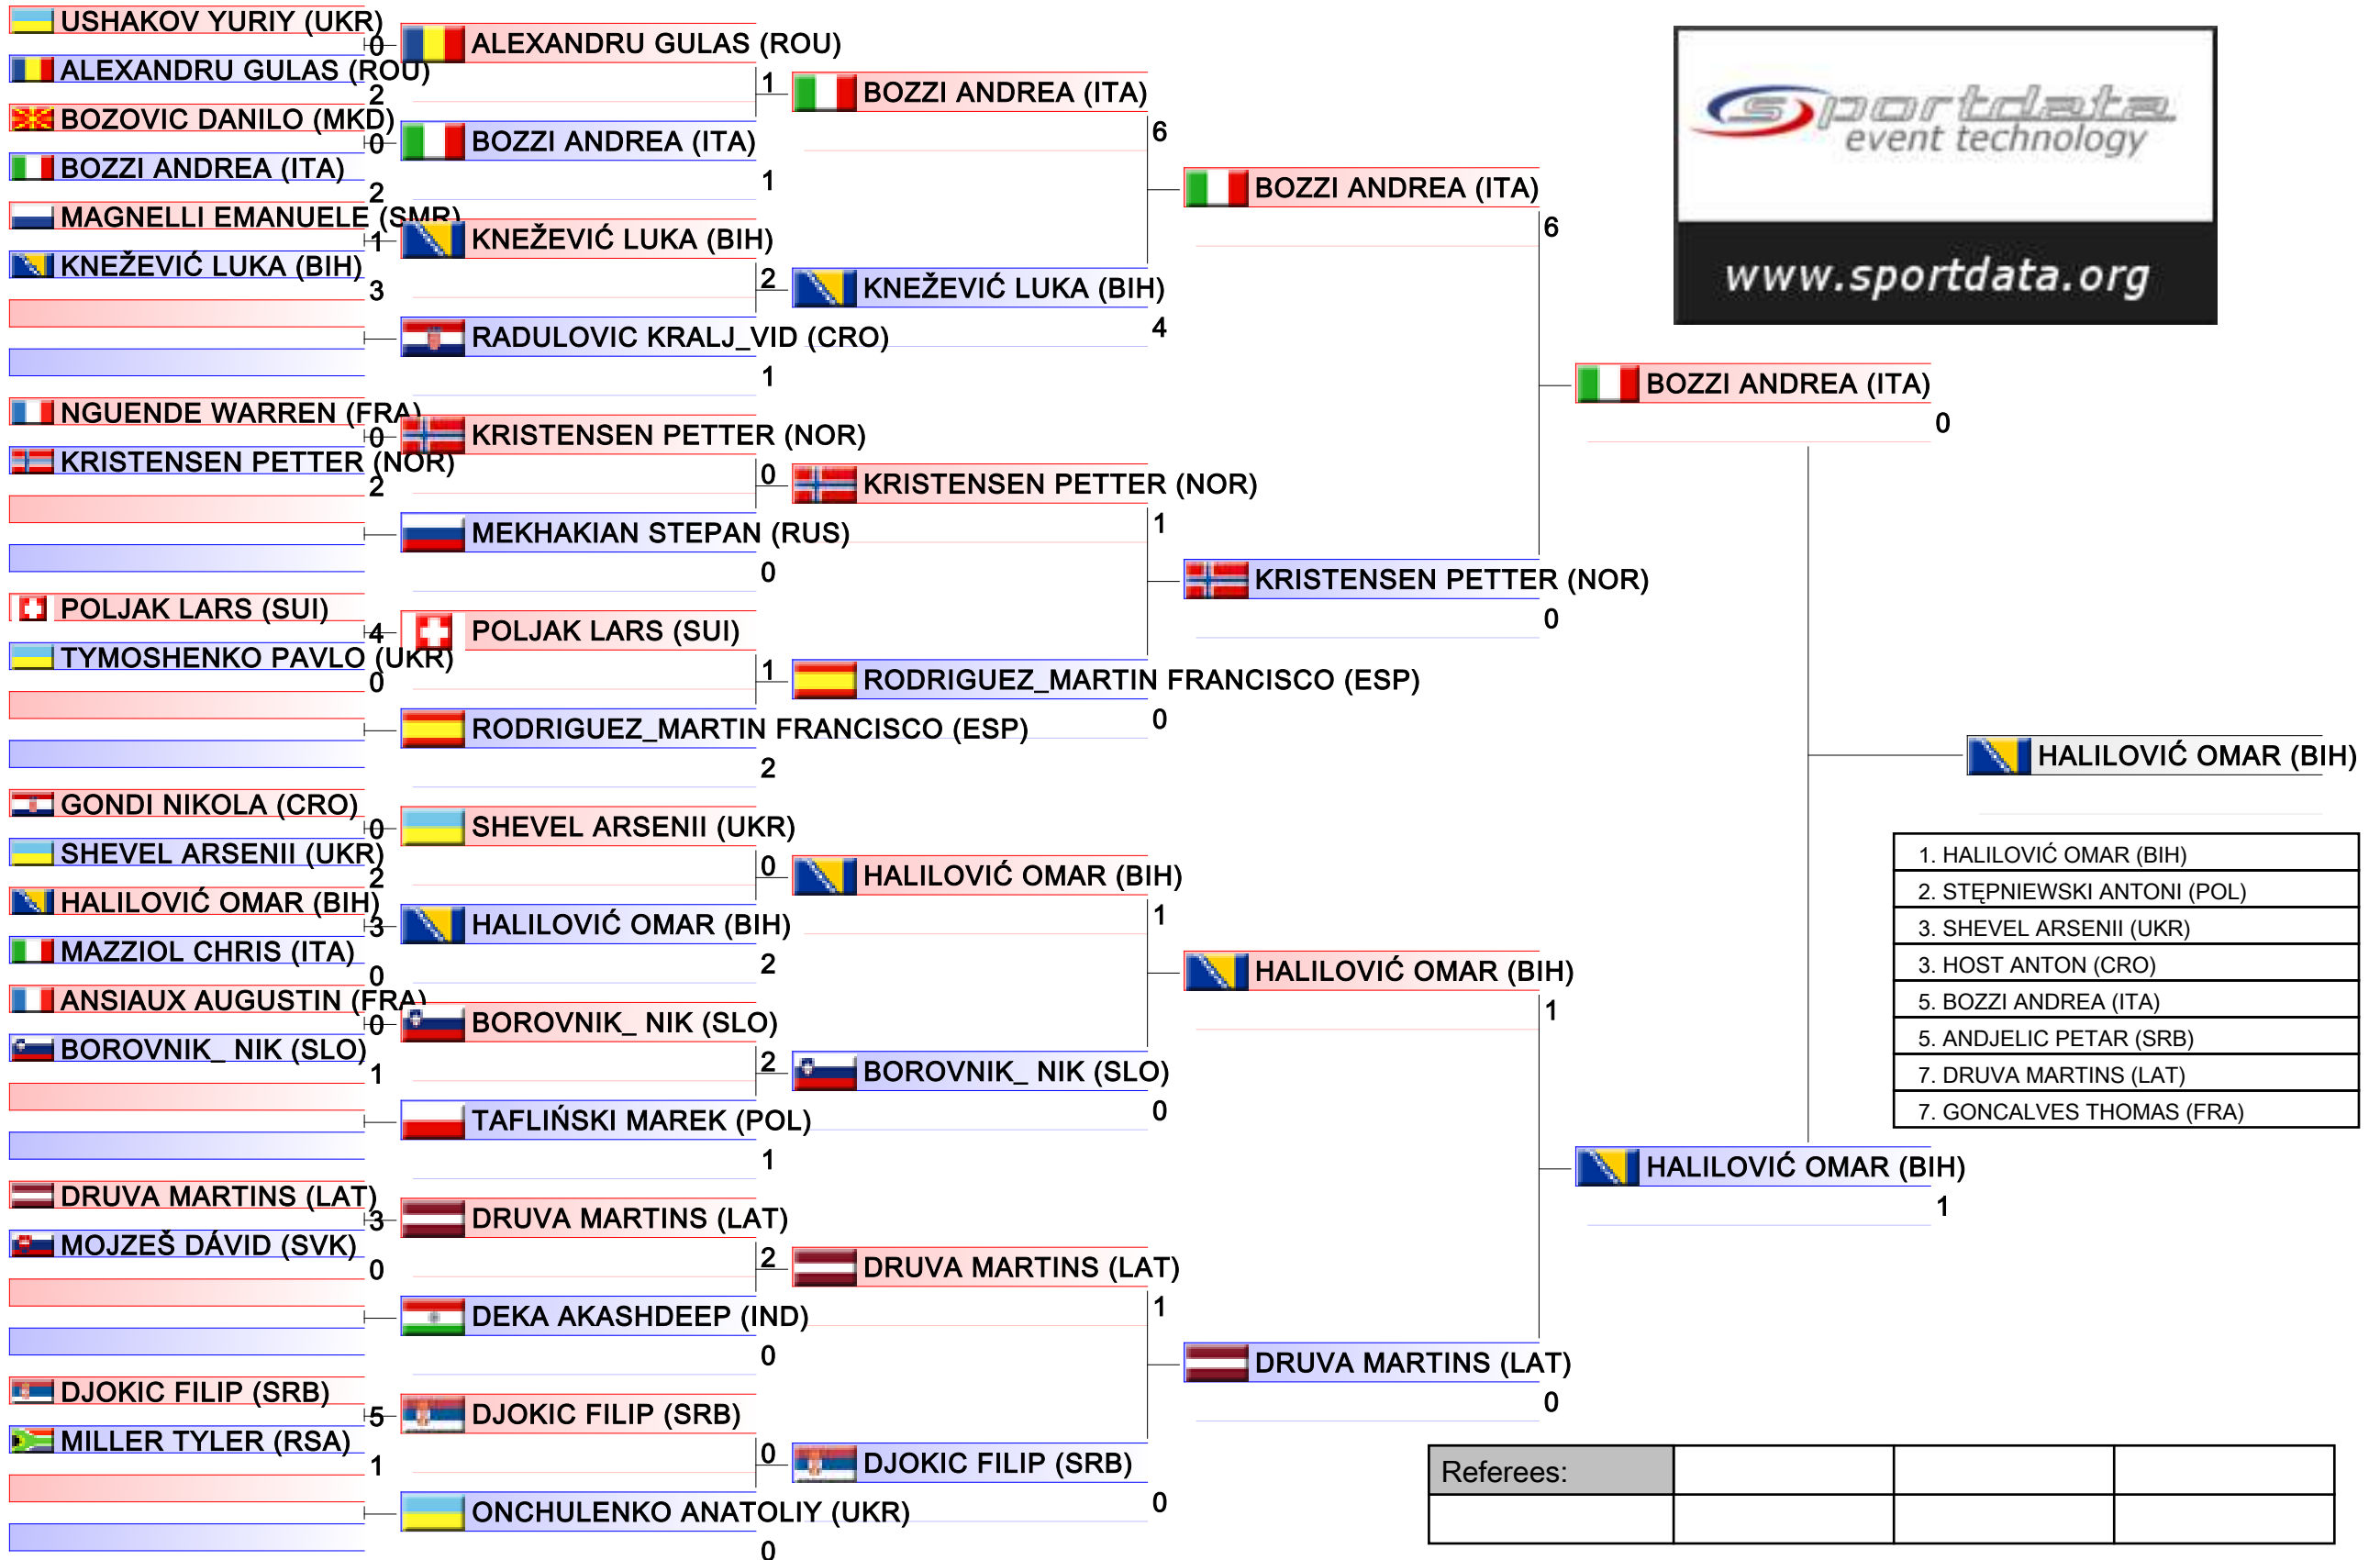 USHAKOV YURIY (UKR)
0
ALEXANDRU GULAS (ROU)
2
BOZOVIC DANILO (MKD)
0
BOZZI ANDREA (ITA)
2
MAGNELLI EMANUELE (SMR)
1
KNEŽEVIĆ LUKA (BIH)
3
NGUENDE WARREN (FRA)
0
KRISTENSEN PETTER (NOR)
2
POLJAK LARS (SUI)
4
TYMOSHENKO PAVLO (UKR)
0
GONDI NIKOLA (CRO)
0
SHEVEL ARSENII (UKR)
2
HALILOVIĆ OMAR (BIH)
3
MAZZIOL CHRIS (ITA)
0
ANSIAUX AUGUSTIN (FRA)
0
BOROVNIK_ NIK (SLO)
1
DRUVA MARTINS (LAT)
3
MOJZEŠ DÁVID (SVK)
0
DJOKIC FILIP (SRB)
5
MILLER TYLER (RSA)
1
ALEXANDRU GULAS (ROU)
1
BOZZI ANDREA (ITA)
1
KNEŽEVIĆ LUKA (BIH)
2
RADULOVIC KRALJ_VID (CRO)
1
KRISTENSEN PETTER (NOR)
0
MEKHAKIAN STEPAN (RUS)
0
POLJAK LARS (SUI)
1
RODRIGUEZ_MARTIN FRANCISCO (ESP)
2
SHEVEL ARSENII (UKR)
0
HALILOVIĆ OMAR (BIH)
2
BOROVNIK_ NIK (SLO)
2
TAFLIŃSKI MAREK (POL)
1
DRUVA MARTINS (LAT)
2
DEKA AKASHDEEP (IND)
0
DJOKIC FILIP (SRB)
0
ONCHULENKO ANATOLIY (UKR)
0
BOZZI ANDREA (ITA)
6
KNEŽEVIĆ LUKA (BIH)
4
KRISTENSEN PETTER (NOR)
1
RODRIGUEZ_MARTIN FRANCISCO (ESP)
0
HALILOVIĆ OMAR (BIH)
1
BOROVNIK_ NIK (SLO)
0
DRUVA MARTINS (LAT)
1
DJOKIC FILIP (SRB)
0
BOZZI ANDREA (ITA)
6
KRISTENSEN PETTER (NOR)
0
HALILOVIĆ OMAR (BIH)
1
DRUVA MARTINS (LAT)
0
BOZZI ANDREA (ITA)
0
HALILOVIĆ OMAR (BIH)
1
HALILOVIĆ OMAR (BIH)
sportdata
event technology
www.sportdata.org
1. HALILOVIĆ OMAR (BIH)
2. STĘPNIEWSKI ANTONI (POL)
3. SHEVEL ARSENII (UKR)
3. HOST ANTON (CRO)
5. BOZZI ANDREA (ITA)
5. ANDJELIC PETAR (SRB)
7. DRUVA MARTINS (LAT)
7. GONCALVES THOMAS (FRA)
Referees: